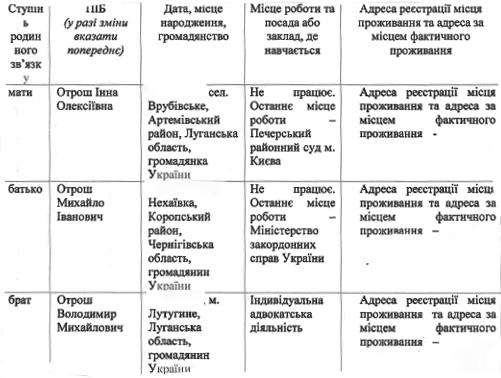 Ступін
ь
родин
ного
зв'язк
у
ПІБ
(у разі зміни
вказати
попереднє)
Дата, місце
народження,
громадянство
Місце роботи та
посада або
заклад, де
навчається
Адреса реєстрації місця
проживання та адреса за
місцем фактичного
проживання
мати
Отрош Інна
Олексіївна
сел.
Врубівське,
Артемівський
район, Луганська
область,
громадянка
України
Не працює.
Останнє місце
роботи –
Печерський
районний суд м.
Києва
Адреса реєстрації місця
проживання та адреса за
місцем фактичного
проживання -
батько
Отрош
Михайло
Іванович
Нехаївка,
Коропський
район,
Чернігівська
область,
громадянин
України
Не працює.
Останнє місце
роботи –
Міністерство
закордонних
справ України
Адреса реєстрації місця
проживання та адреса за
місцем фактичного
проживання –
брат
Отрош
Володимир
Михайлович
, м.
Лутугине,
Луганська
область,
громадянин
України
Індивідуальна
адвокатська
діяльність
Адреса реєстрації місця
проживання та адреса за
місцем фактичного
проживання –